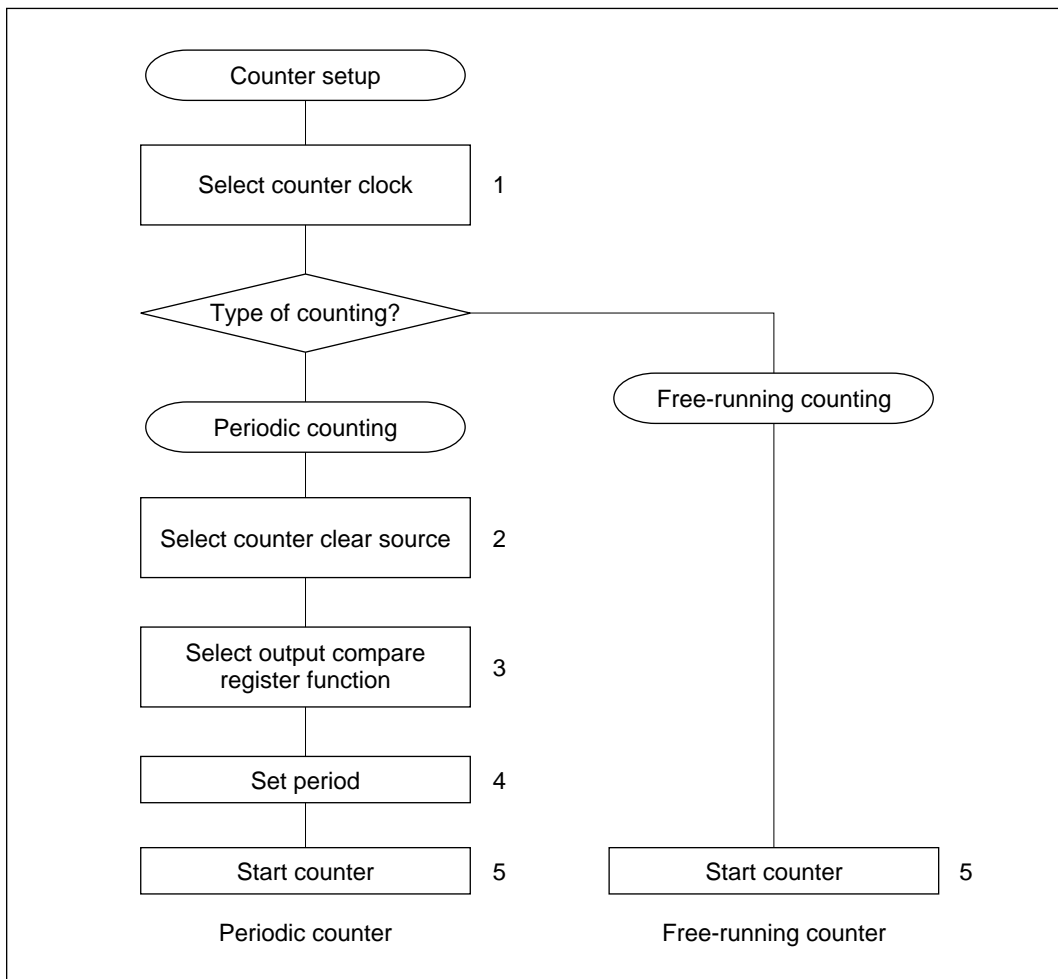 Counter setup
Select counter clock
1
Type of counting?
Periodic counting
Free-running counting
Select counter clear source
2
Select output compare
register function
3
Set period
4
Start counter
5
Start counter
5
Periodic counter
Free-running counter